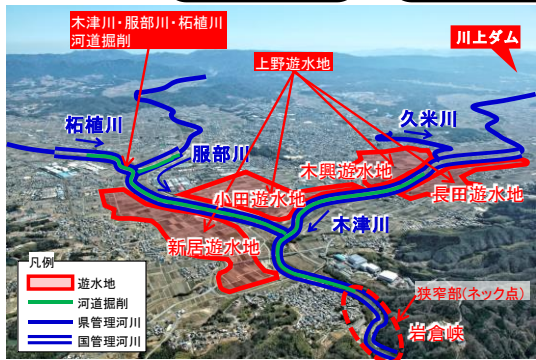 木津川・服部川・柘植川
河道掘削
上野遊水地
川上ダム
柘植川
服部川
久米川
木興遊水地
小田遊水地
長田遊水地
新居遊水地
木津川
狭窄部(ネック点)
岩倉峡
凡例
遊水地
河道掘削
県管理河川
国管理河川